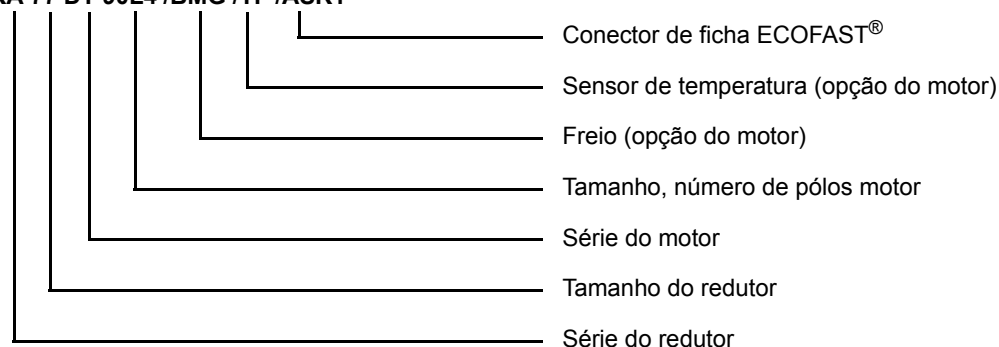 Conector de ficha ECOFAST®
Sensor de temperatura (opção do motor)
Freio (opção do motor)
Tamanho, número de pólos motor
Série do motor
Tamanho do redutor
Série do redutor